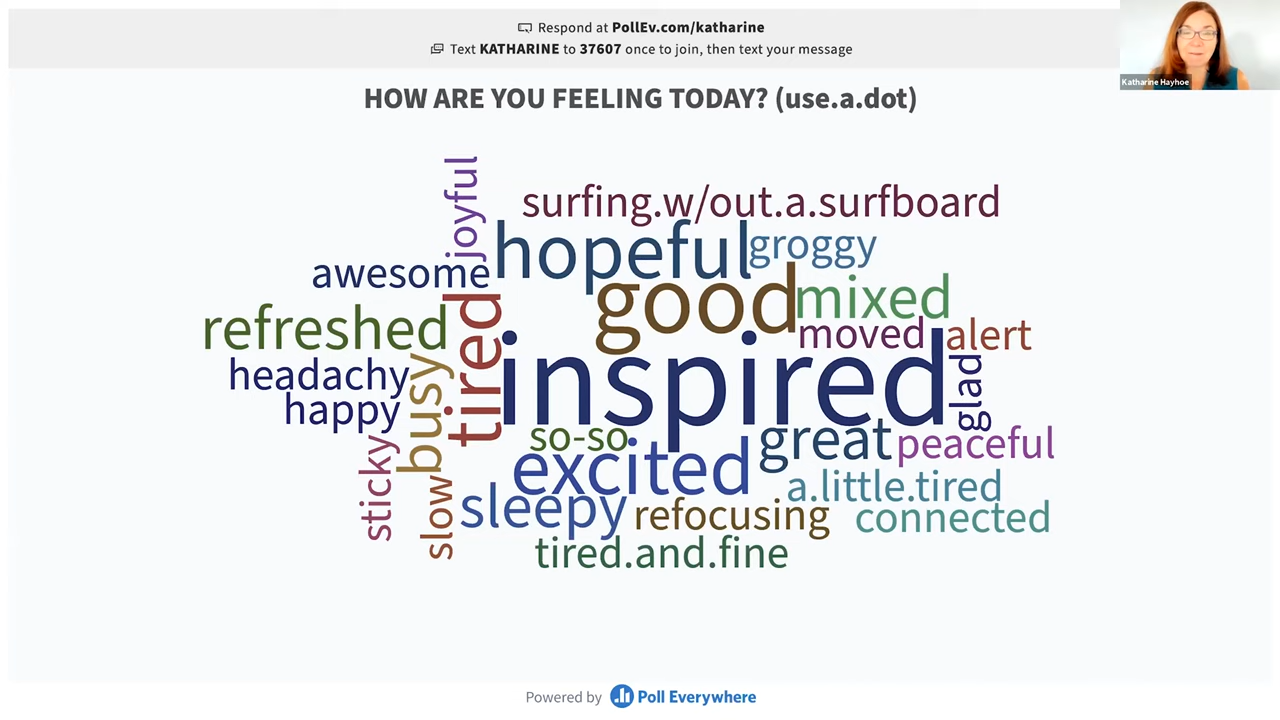 Respond at PollEv.com/katharine
Text KATHARINE to 37607 once to join, then text your message
Katharine Hayhoe
HOW ARE YOU FEELING TODAY? (use.a.dot)
joyful
surfing.w/out.a.surfboard
hopeful
groggy
awesome
good
mixed
refreshed
tired
moved
alert
inspired
glad
headachy
busy
happy
so-so
great
peaceful
sticky
excited
a.little.tired
slow
sleepy
refocusing
connected
tired.and.fine
Powered by Poll Everywhere